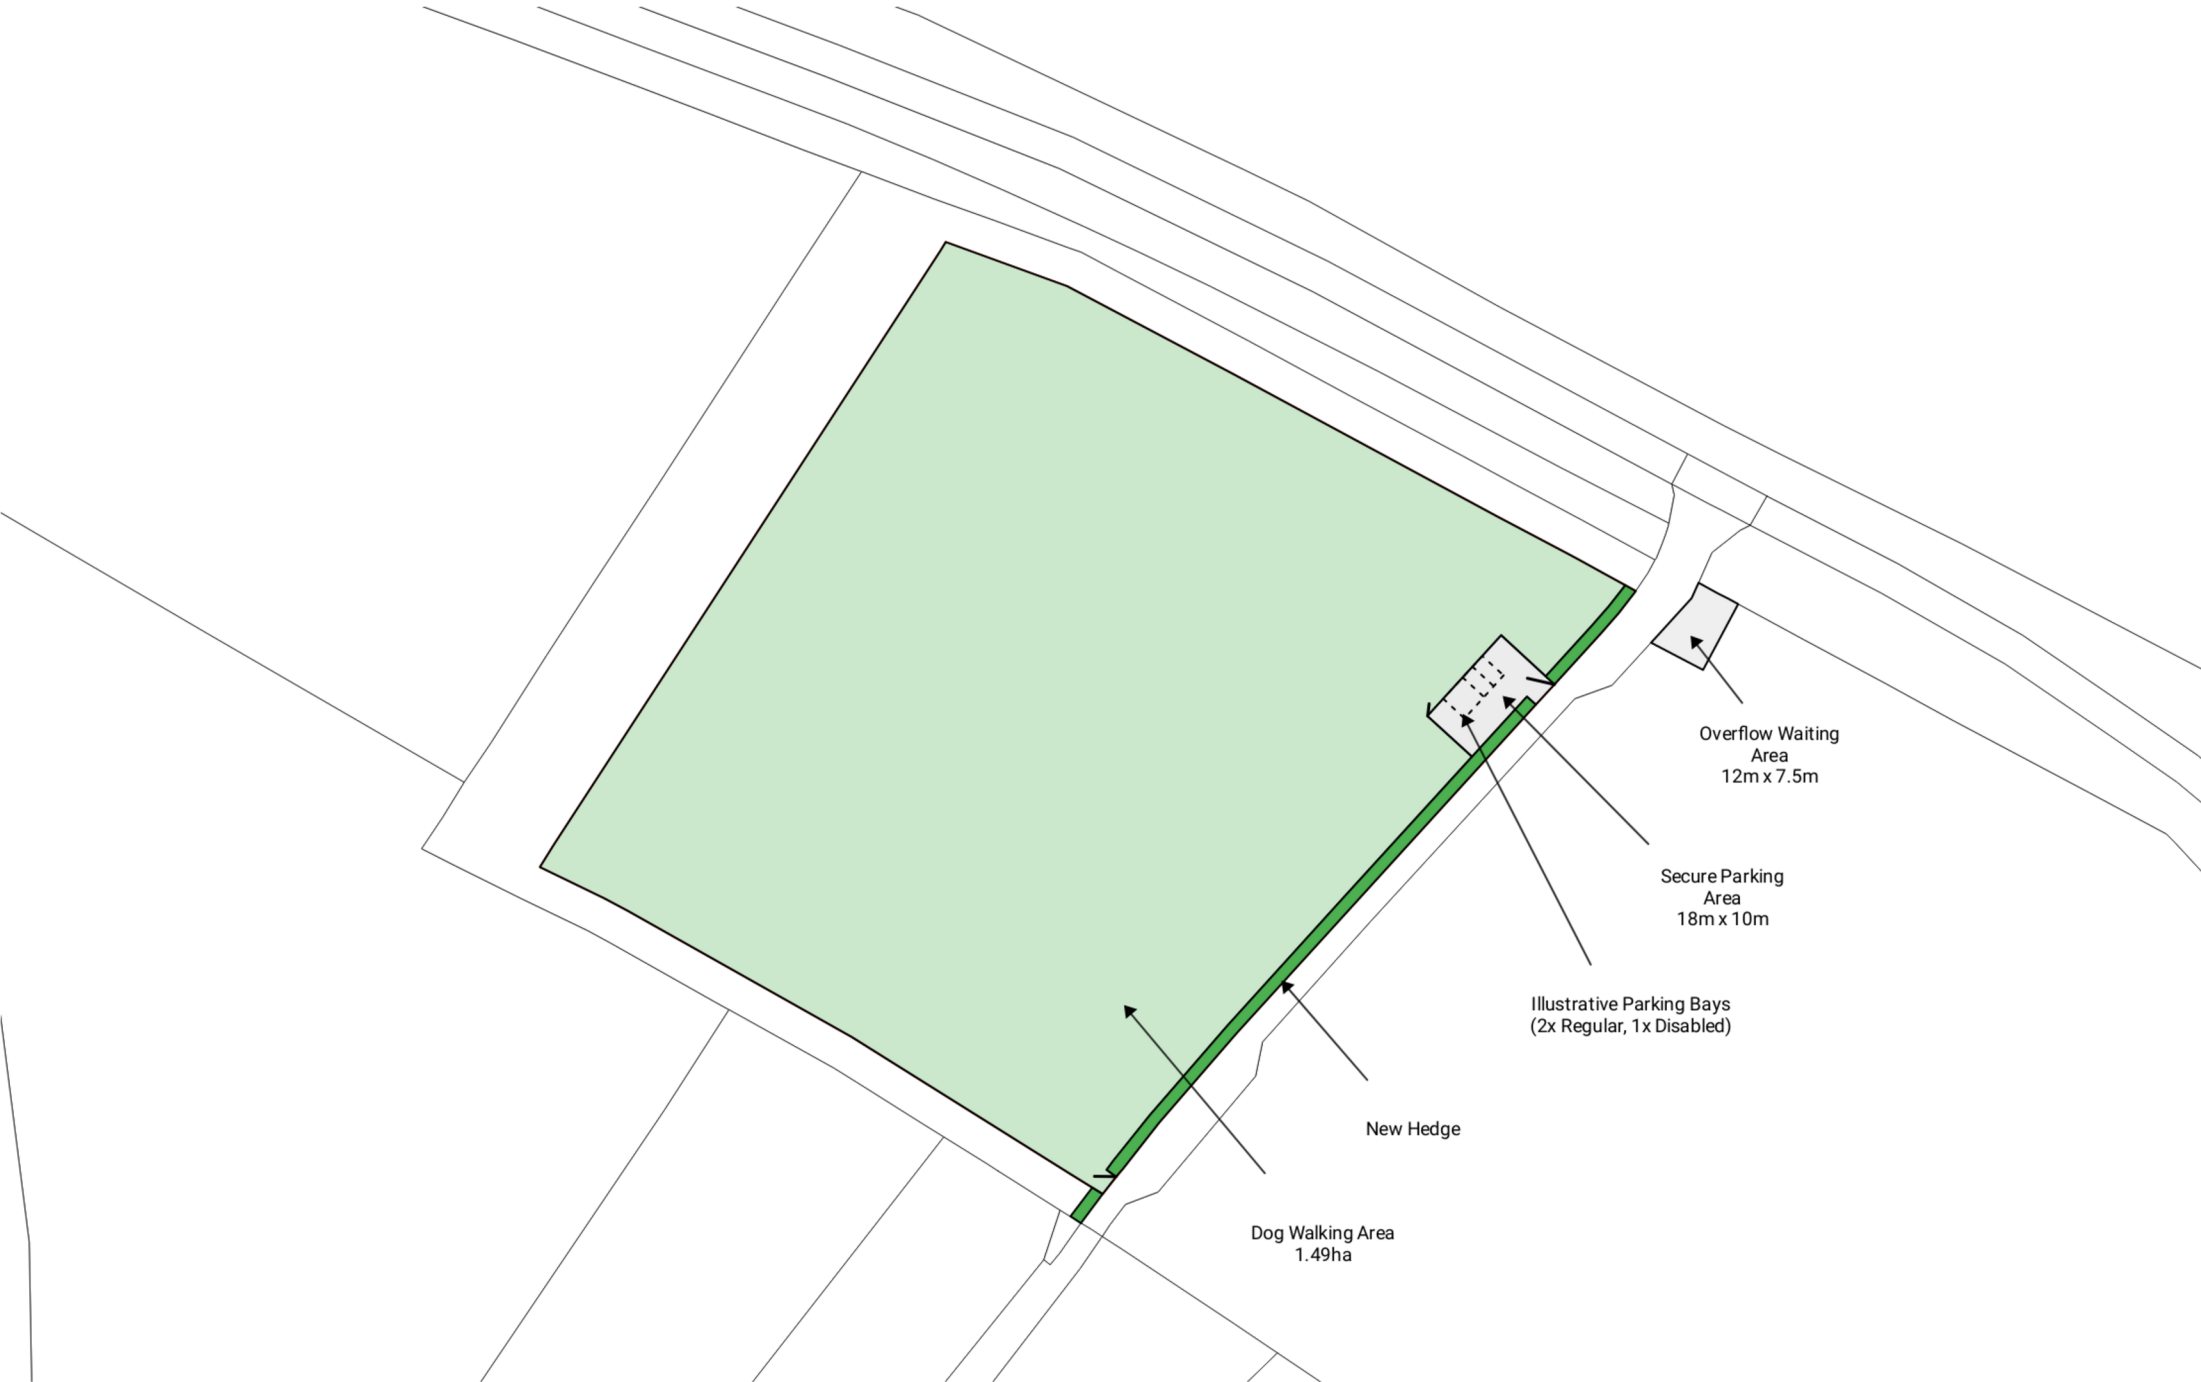 Overflow Waiting
Area
12m x 7.5m
Secure Parking
Area
18m x 10m
Illustrative Parking Bays
(2x Regular, 1x Disabled)
New Hedge
Dog Walking Area
1.49ha